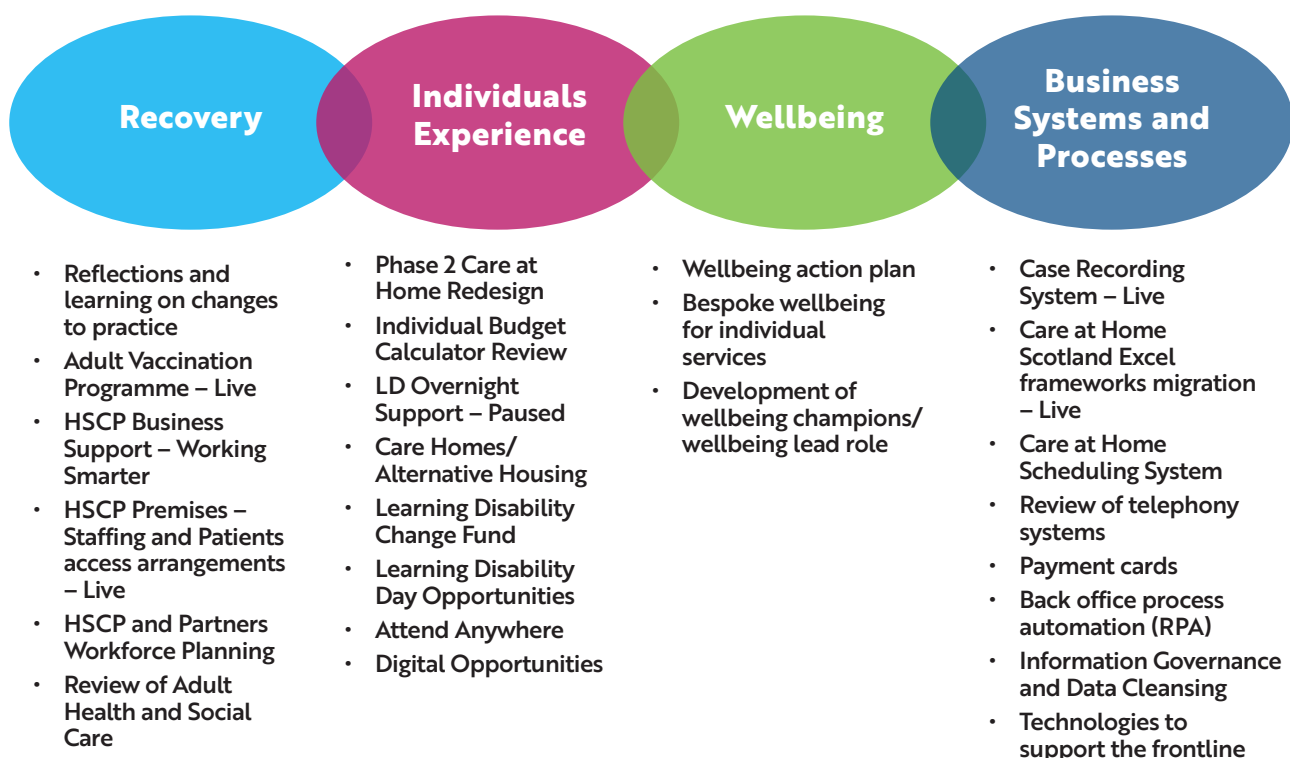 Recovery
Individuals
Experience
Wellbeing
Business
Systems and
Processes
• Reflections and
learning on changes
to practice
• Adult Vaccination
Programme – Live
• HSCP Business
Support – Working
Smarter
• HSCP Premises –
Staffing and Patients
access arrangements
– Live
• HSCP and Partners
Workforce Planning
• Review of Adult
Health and Social
Care
• Phase 2 Care at
Home Redesign
• Individual Budget
Calculator Review
• LD Overnight
Support – Paused
• Care Homes/
Alternative Housing
• Learning Disability
Change Fund
• Learning Disability
Day Opportunities
• Attend Anywhere
• Digital Opportunities
• Wellbeing action plan
• Bespoke wellbeing
for individual
services
• Development of
wellbeing champions/
wellbeing lead role
• Case Recording
System – Live
• Care at Home
Scotland Excel
frameworks migration
– Live
• Care at Home
Scheduling System
• Review of telephony
systems
• Payment cards
• Back office process
automation (RPA)
• Information Governance
and Data Cleansing
• Technologies to
support the frontline